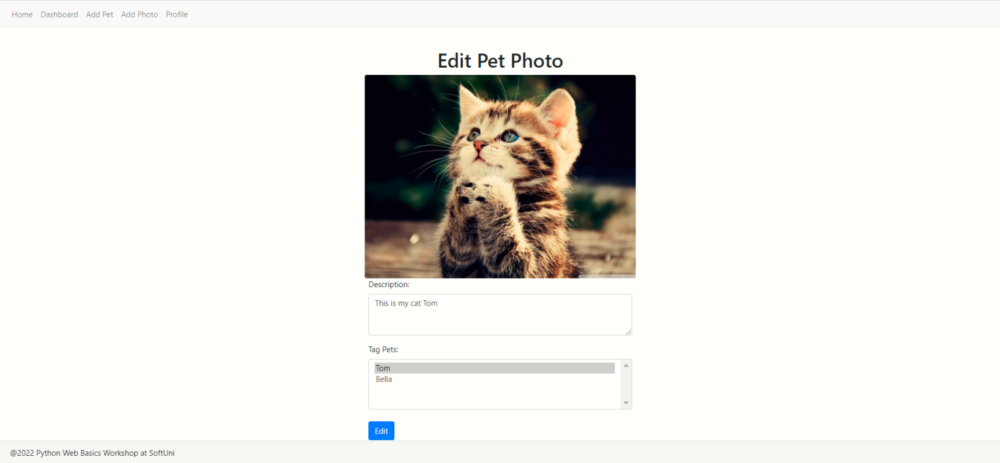 Home Dashboard Add Pet Add Photo Profile
Edit Pet Photo
Description:
This is my cat Tom
Tag Pets:
Tom
Bella
Edit
@2022 Python Web Basics Workshop at SoftUni